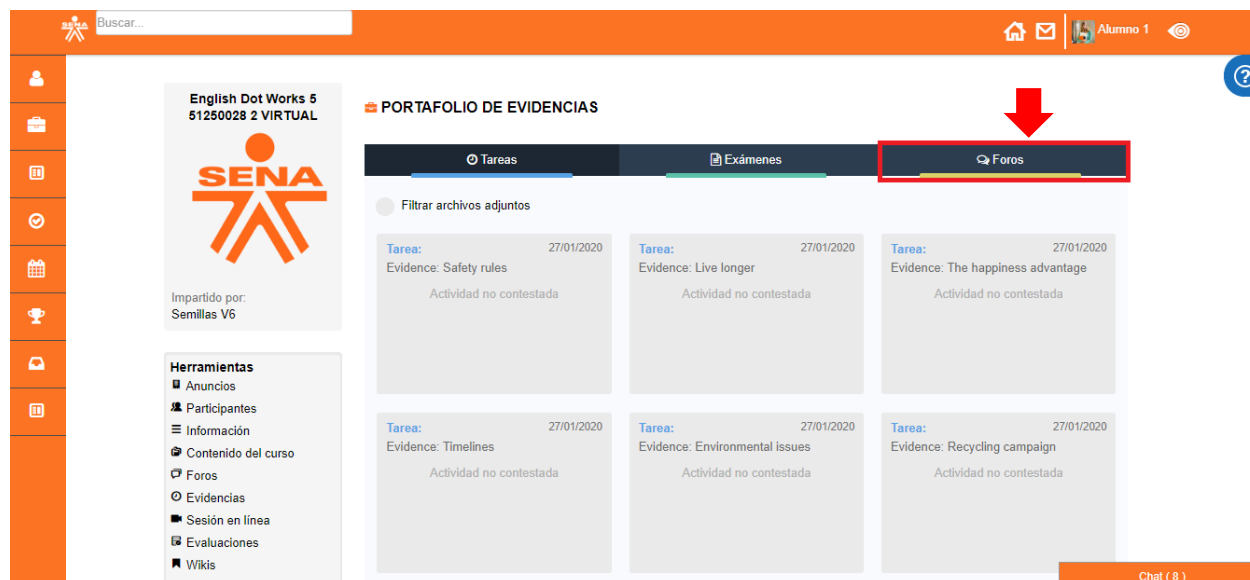 SENA
Buscar...
Alumno 1
English Dot Works 5
51250028 2 VIRTUAL
SENA
Impartido por:
Semillas V6
Herramientas
Anuncios
Participantes
Información
Contenido del curso
Foros
Evidencias
Sesión en línea
Evaluaciones
Wikis
PORTAFOLIO DE EVIDENCIAS
Tareas
Exámenes
Foros
Filtrar archivos adjuntos
Tarea: 27/01/2020
Evidence: Safety rules
Actividad no contestada
Tarea: 27/01/2020
Evidence: Live longer
Actividad no contestada
Tarea: 27/01/2020
Evidence: The happiness advantage
Actividad no contestada
Tarea: 27/01/2020
Evidence: Timelines
Actividad no contestada
Tarea: 27/01/2020
Evidence: Environmental issues
Actividad no contestada
Tarea: 27/01/2020
Evidence: Recycling campaign
Actividad no contestada
?
Chat ( 8 )